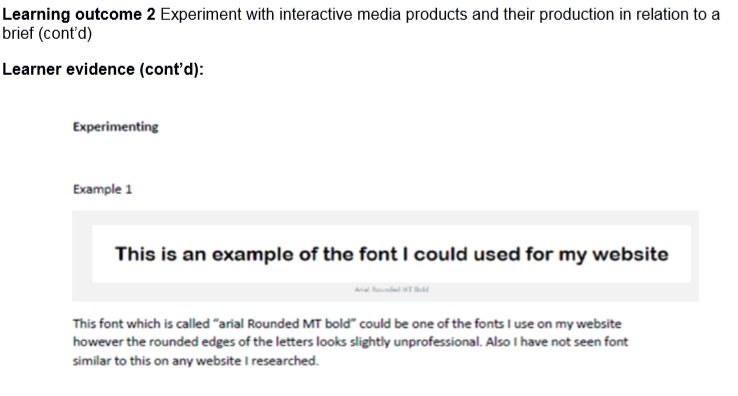 Learning outcome 2 Experiment with interactive media products and their production in relation to a
brief (cont'd)
Learner evidence (cont'd):
Experimenting
Example 1
This is an example of the font I could used for my website
Arial Rounded MT Bold
This font which is called "arial Rounded MT bold" could be one of the fonts I use on my website
however the rounded edges of the letters looks slightly unprofessional. Also I have not seen font
similar to this on any website I researched.